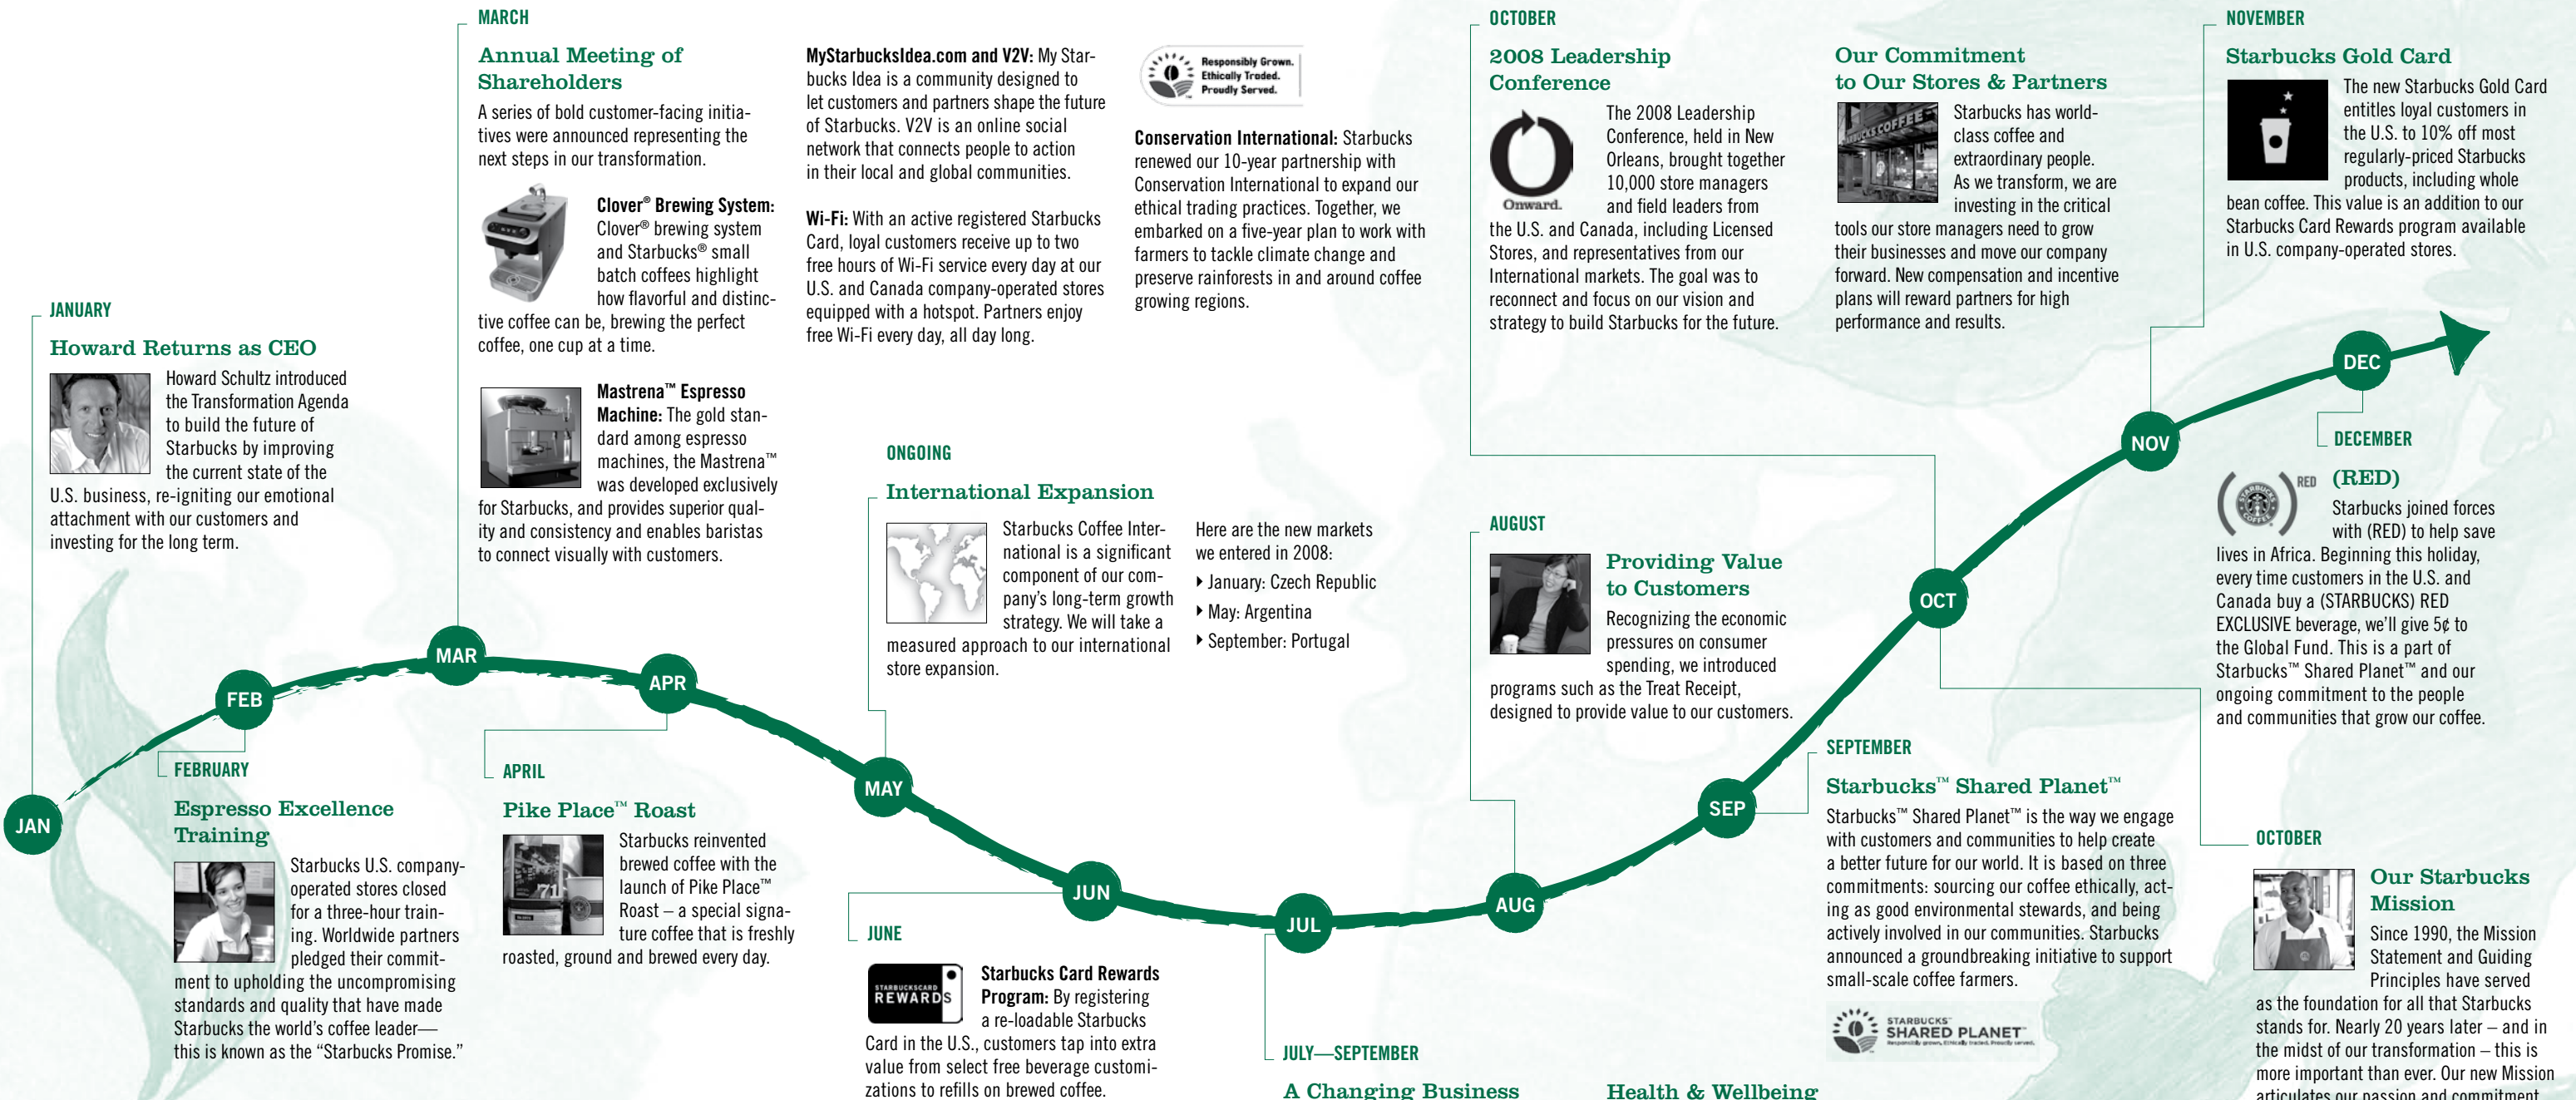 JANUARY
Howard Returns as CEO
Howard Schultz introduced
the Transformation Agenda
to build the future of
Starbucks by improving
the current state of the
U.S. business, re-igniting our emotional
attachment with our customers and
investing for the long term.
JAN
FEB
MAR
APR
MAY
JUN
JUL
AUG
SEP
OCT
NOV
DEC
FEBRUARY
Espresso Excellence
Training
Starbucks U.S. company-
operated stores closed
for a three-hour train-
ing. Worldwide partners
pledged their commit-
ment to upholding the uncompromising
standards and quality that have made
Starbucks the world’s coffee leader—
this is known as the “Starbucks Promise.”
MARCH
Annual Meeting of
Shareholders
A series of bold customer-facing initia-
tives were announced representing the
next steps in our transformation.
Clover® Brewing System:
Clover® brewing system
and Starbucks® small
batch coffees highlight
how flavorful and distinc-
tive coffee can be, brewing the perfect
coffee, one cup at a time.
Mastrena™ Espresso
Machine: The gold stan-
dard among espresso
machines, the Mastrena™
was developed exclusively
for Starbucks, and provides superior qual-
ity and consistency and enables baristas
to connect visually with customers.
MyStarbucksIdea.com and V2V: My Star-
bucks Idea is a community designed to
let customers and partners shape the future
of Starbucks. V2V is an online social
network that connects people to action
in their local and global communities.
Wi-Fi: With an active registered Starbucks
Card, loyal customers receive up to two
free hours of Wi-Fi service every day at our
U.S. and Canada company-operated stores
equipped with a hotspot. Partners enjoy
free Wi-Fi every day, all day long.
Responsibly Grown.
Ethically Traded.
Proudly Served.
Conservation International: Starbucks
renewed our 10-year partnership with
Conservation International to expand our
ethical trading practices. Together, we
embarked on a five-year plan to work with
farmers to tackle climate change and
preserve rainforests in and around coffee
growing regions.
APRIL
Pike Place™ Roast
71
Starbucks reinvented
brewed coffee with the
launch of Pike Place™
Roast – a special signa-
ture coffee that is freshly
roasted, ground and brewed every day.
ONGOING
International Expansion
Starbucks Coffee Inter-
national is a significant
component of our com-
pany’s long-term growth
strategy. We will take a
measured approach to our international
store expansion.
Here are the new markets
we entered in 2008:
January: Czech Republic
May: Argentina
September: Portugal
JUNE
STARBUCKSCARD
REWARDS
Starbucks Card Rewards
Program: By registering
a re-loadable Starbucks
Card in the U.S., customers tap into extra
value from select free beverage customi-
zations to refills on brewed coffee.
JULY—SEPTEMBER
A Changing Business
Health & Wellbeing
AUGUST
Providing Value
to Customers
Recognizing the economic
pressures on consumer
spending, we introduced
programs such as the Treat Receipt,
designed to provide value to our customers.
SEPTEMBER
Starbucks™ Shared Planet™
Starbucks™ Shared Planet™ is the way we engage
with customers and communities to help create
a better future for our world. It is based on three
commitments: sourcing our coffee ethically, act-
ing as good environmental stewards, and being
actively involved in our communities. Starbucks
announced a groundbreaking initiative to support
small-scale coffee farmers.
STARBUCKS™
SHARED PLANET™
Responsibly grown. Ethically traded. Proudly served.
OCTOBER
2008 Leadership
Conference
Onward.
The 2008 Leadership
Conference, held in New
Orleans, brought together
10,000 store managers
and field leaders from
the U.S. and Canada, including Licensed
Stores, and representatives from our
International markets. The goal was to
reconnect and focus on our vision and
strategy to build Starbucks for the future.
Our Commitment
to Our Stores & Partners
STARBUCKS COFFEE
Starbucks has world-
class coffee and
extraordinary people.
As we transform, we are
investing in the critical
tools our store managers need to grow
their businesses and move our company
forward. New compensation and incentive
plans will reward partners for high
performance and results.
OCTOBER
Our Starbucks
Mission
Since 1990, the Mission
Statement and Guiding
Principles have served
as the foundation for all that Starbucks
stands for. Nearly 20 years later – and in
the midst of our transformation – this is
more important than ever. Our new Mission
articulates our passion and commitment
NOVEMBER
Starbucks Gold Card
The new Starbucks Gold Card
entitles loyal customers in
the U.S. to 10% off most
regularly-priced Starbucks
products, including whole
bean coffee. This value is an addition to our
Starbucks Card Rewards program available
in U.S. company-operated stores.
DECEMBER
STARBUCKS
COFFEE
RED
(RED)
Starbucks joined forces
with (RED) to help save
lives in Africa. Beginning this holiday,
every time customers in the U.S. and
Canada buy a (STARBUCKS) RED
EXCLUSIVE beverage, we’ll give 5¢ to
the Global Fund. This is a part of
Starbucks™ Shared Planet™ and our
ongoing commitment to the people
and communities that grow our coffee.